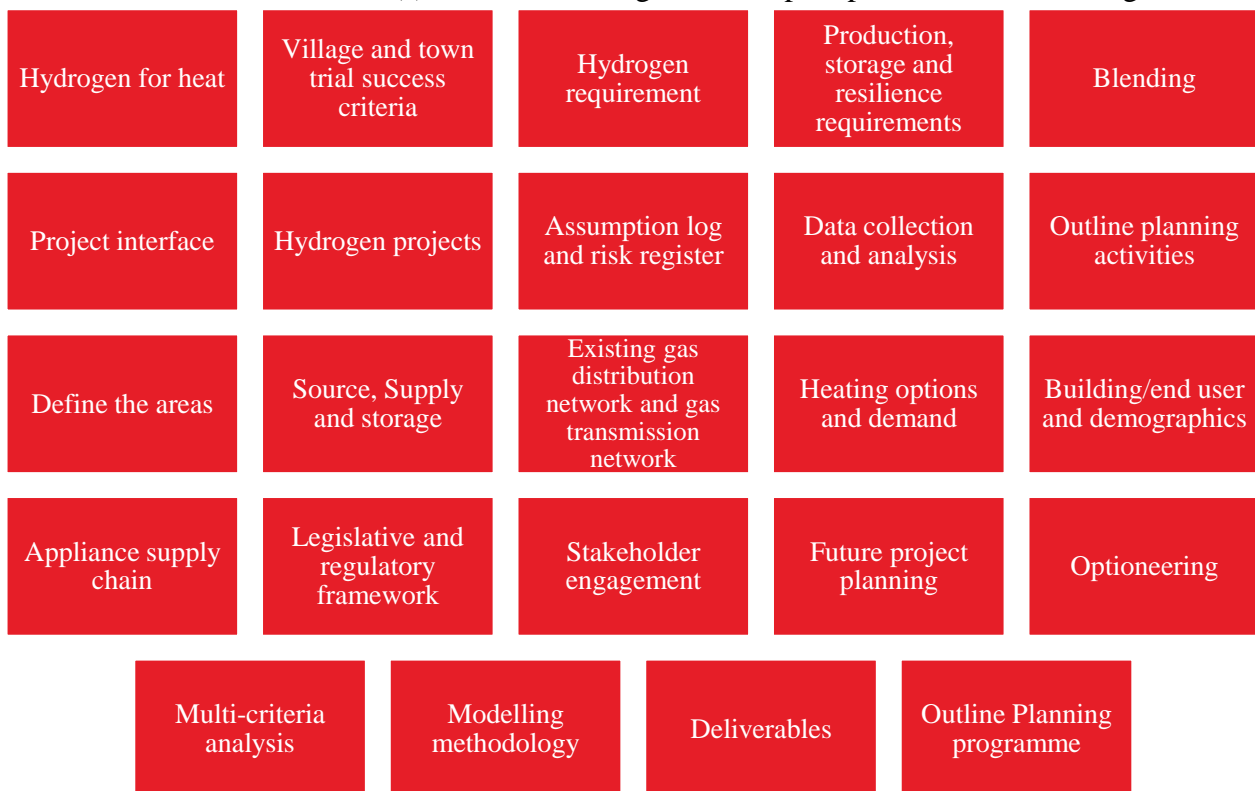 Hydrogen for heat
Village and town
trial success
criteria
Hydrogen
requirement
Production,
storage and
resilience
requirements
Blending
Project interface
Hydrogen projects
Assumption log
and risk register
Data collection
and analysis
Outline planning
activities
Define the areas
Source, Supply
and storage
Existing gas
distribution
network and gas
transmission
network
Heating options
and demand
Building/end user
and demographics
Appliance supply
chain
Legislative and
regulatory
framework
Stakeholder
engagement
Future project
planning
Optioneering
Multi-criteria
analysis
Modelling
methodology
Deliverables
Outline Planning
programme